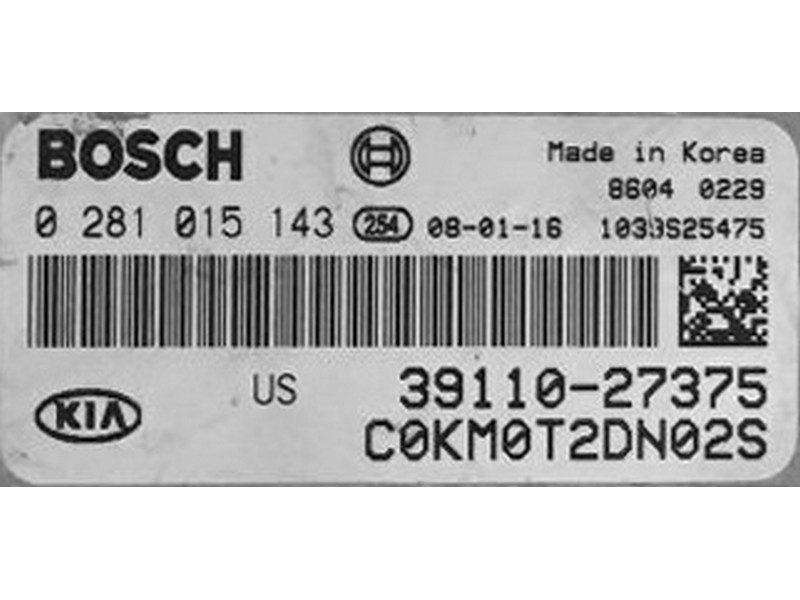 BOSCH
Made in Korea
8604 0229
0 281 015 143 254 08-01-16 1039S25475
US 39110-27375
KIA
C0KM0T2DN02S